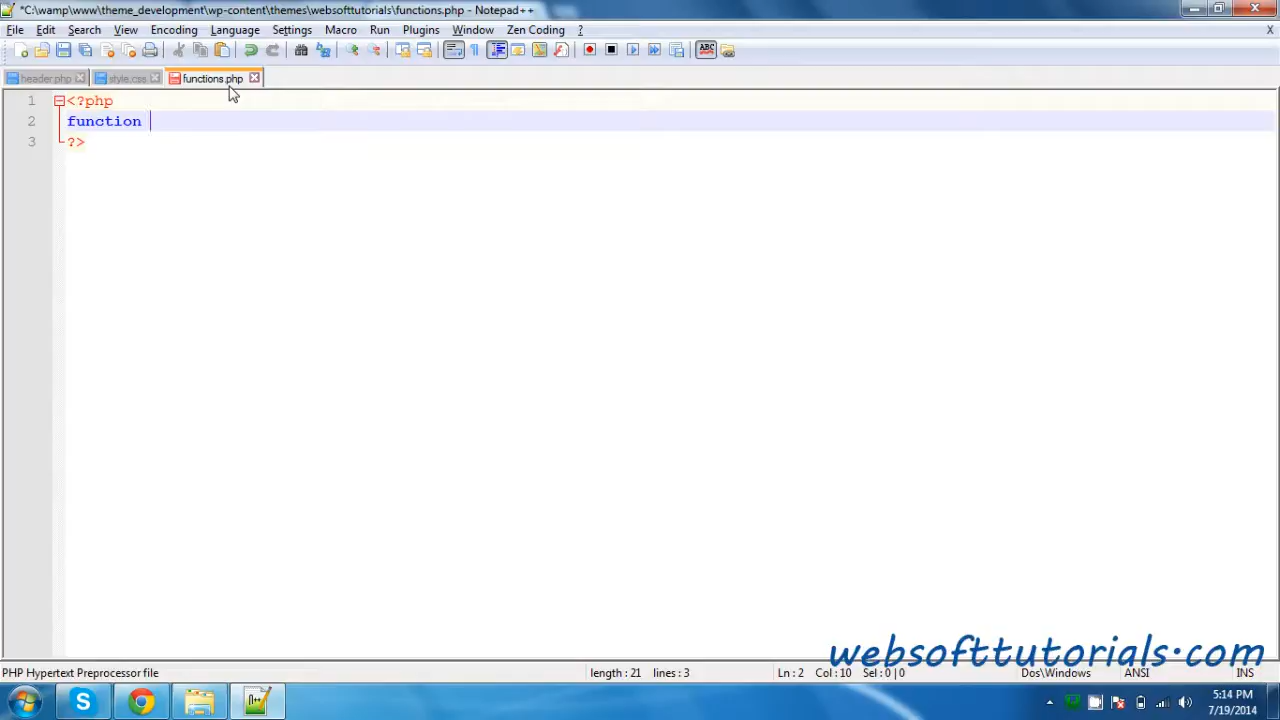 *C:\wamp\www\theme_development\wp-content\themes\websofttutorials\functions.php - Notepad++
File Edit Search View Encoding Language Settings Macro Run Plugins Window Zen Coding ? X
header.php style.css functions.php
1 <?php
2 function
3 ?>
websofttutorials.com
PHP Hypertext Preprocessor file length : 21 lines : 3 Ln : 2 Col : 10 Sel : 0 | 0 Dos\Windows ANSI INS
5:14 PM
7/19/2014